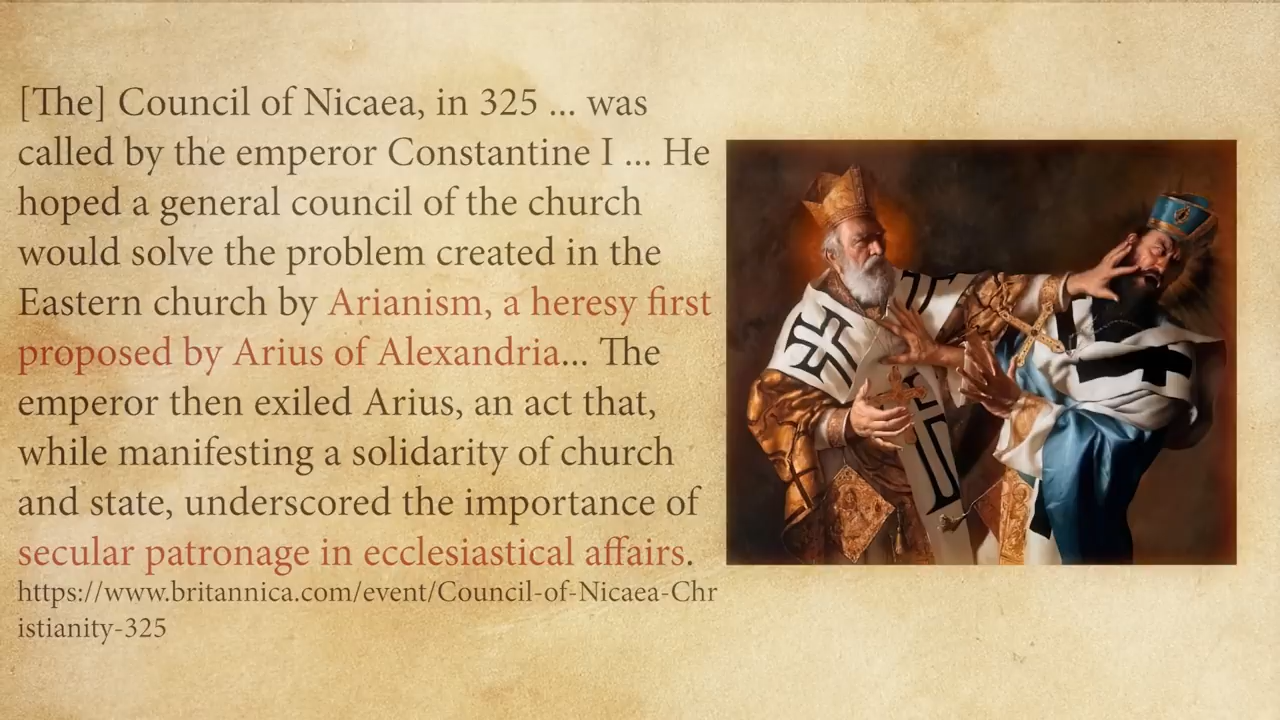 [The] Council of Nicaea, in 325 ... was
called by the emperor Constantine I ... He
hoped a general council of the church
would solve the problem created in the
Eastern church by Arianism, a heresy first
proposed by Arius of Alexandria... The
emperor then exiled Arius, an act that,
while manifesting a solidarity of church
and state, underscored the importance of
secular patronage in ecclesiastical affairs.
https://www.britannica.com/event/Council-of-Nicaea-Chr
istianity-325